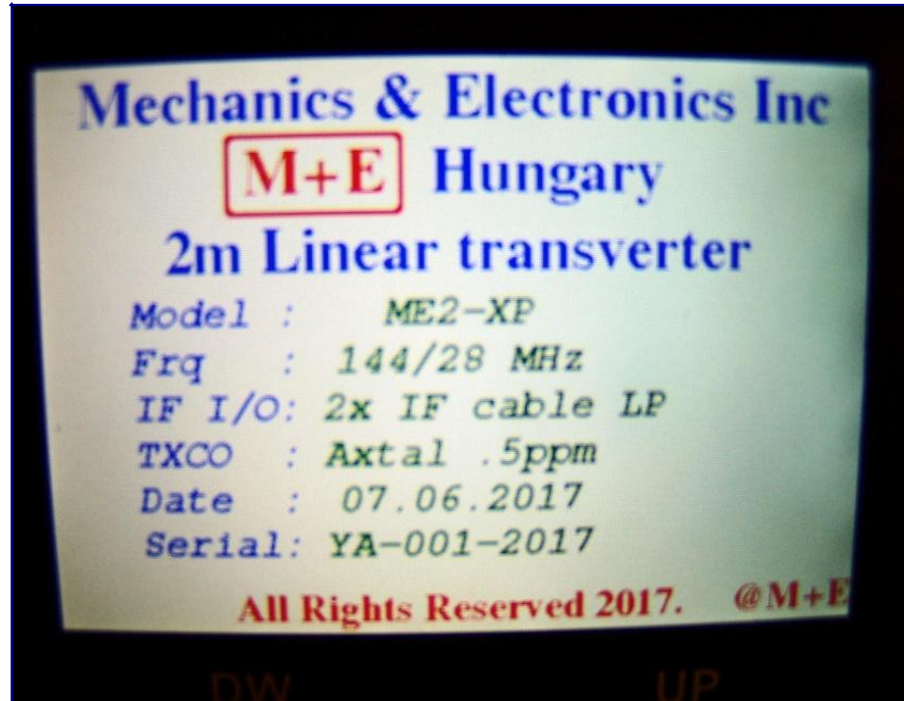 Mechanics & Electronics Inc
M+E Hungary
2m Linear transverter
Model : ME2-XP
Frq : 144/28 MHz
IF I/O: 2x IF cable LP
TXCO : Axtal .5ppm
Date : 07.06.2017
Serial: YA-001-2017
All Rights Reserved 2017. @M+E
DW UP